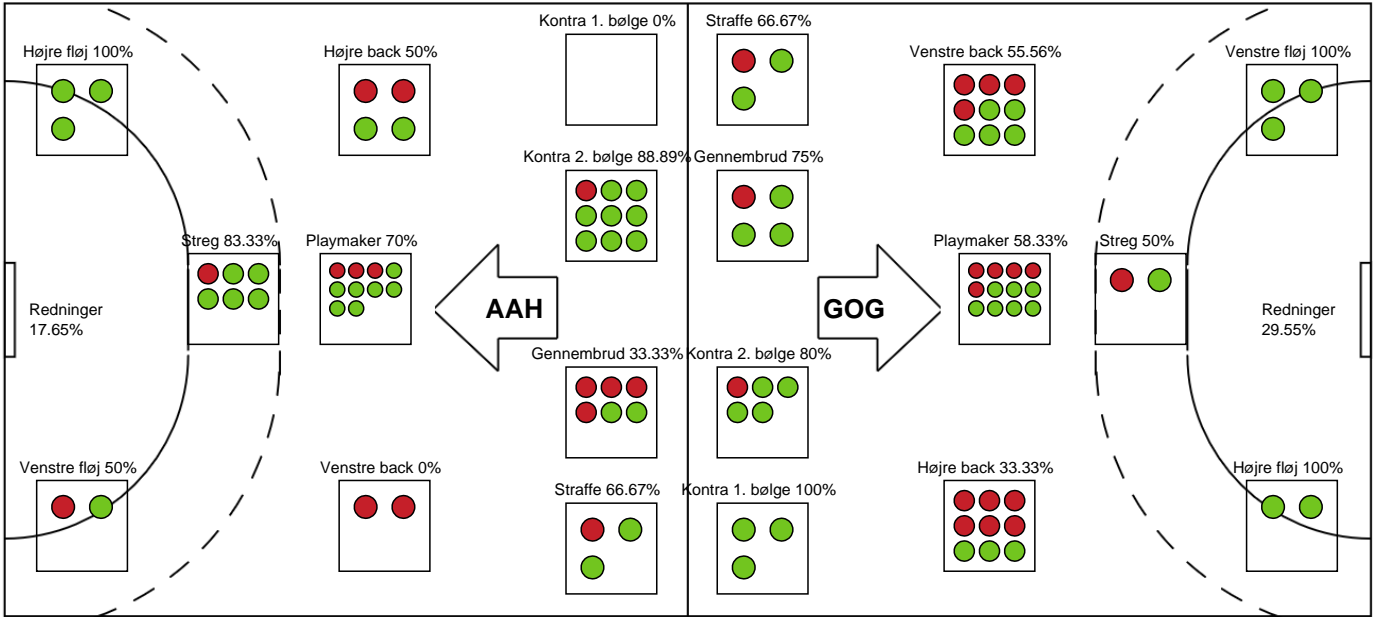 Kontra 1. bølge 0%
Straffe 66.67%
Højre fløj 100%
Højre back 50%
Venstre back 55.56%
Venstre fløj 100%
Kontra 2. bølge 88.89%
Gennembrud 75%
Streg 83.33%
Playmaker 70%
Playmaker 58.33%
Streg 50%
Redninger
17.65%
AAH
GOG
Redninger
29.55%
Gennembrud 33.33%
Kontra 2. bølge 80%
Venstre fløj 50%
Venstre back 0%
Højre back 33.33%
Højre fløj 100%
Straffe 66.67%
Kontra 1. bølge 100%